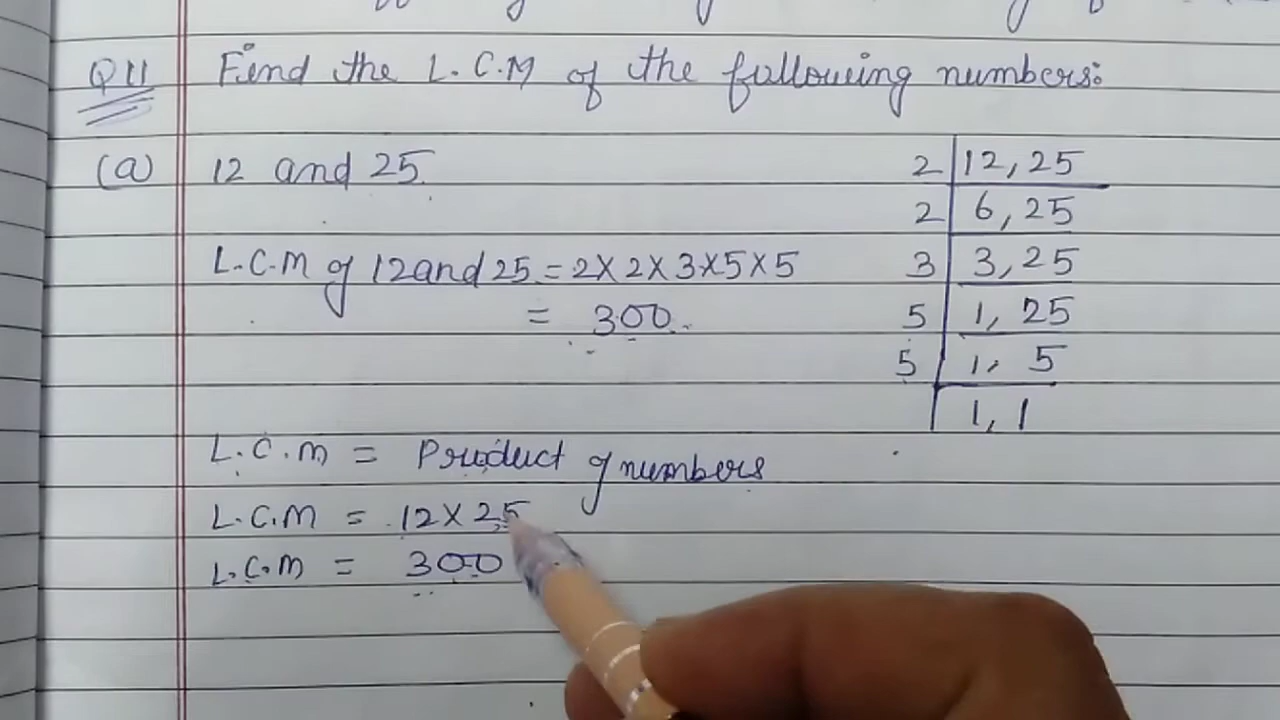 Q11 Find the L.C.M of the following numbers:
(a) 12 and 25
2 | 12, 25
2 | 6, 25
L.C.M of 12 and 25 = 2 X 2 X 3 X 5 X 5
3 | 3, 25
= 300
5 | 1, 25
5 | 1, 5
1, 1
L.C.M = Product of numbers
L.C.M = 12 X 25
L.C.M = 300